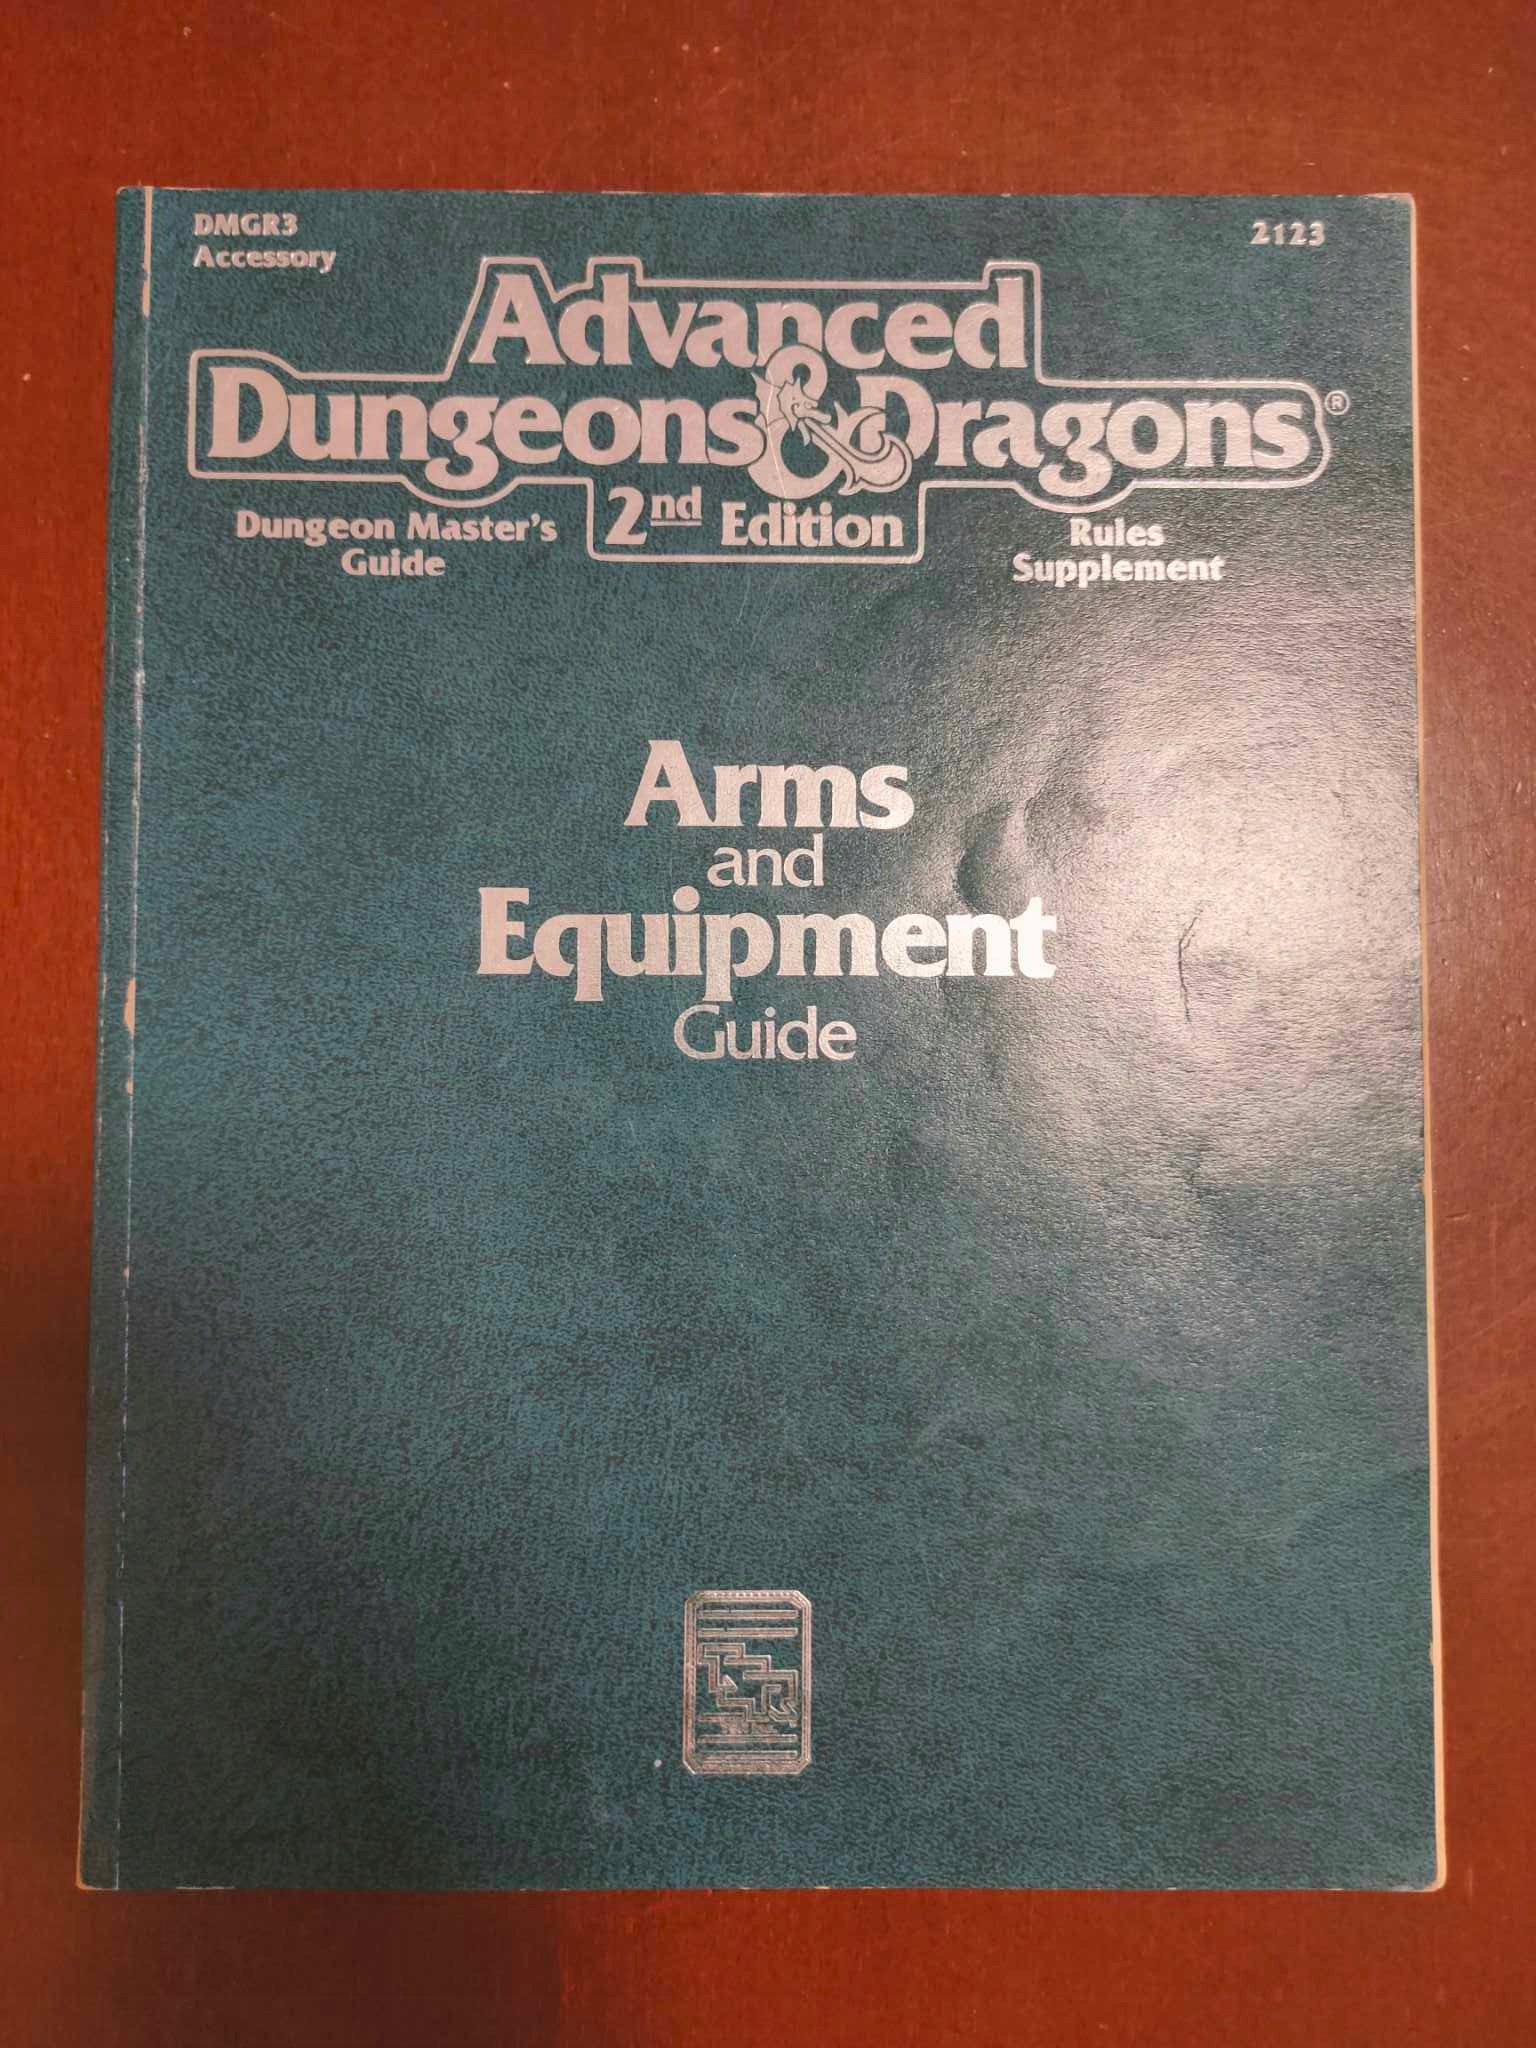 DMGR3
Accessory
2123
Advanced
Dungeons & Dragons®
2nd Edition
Dungeon Master's
Guide
Rules
Supplement
Arms
and
Equipment
Guide
TSR